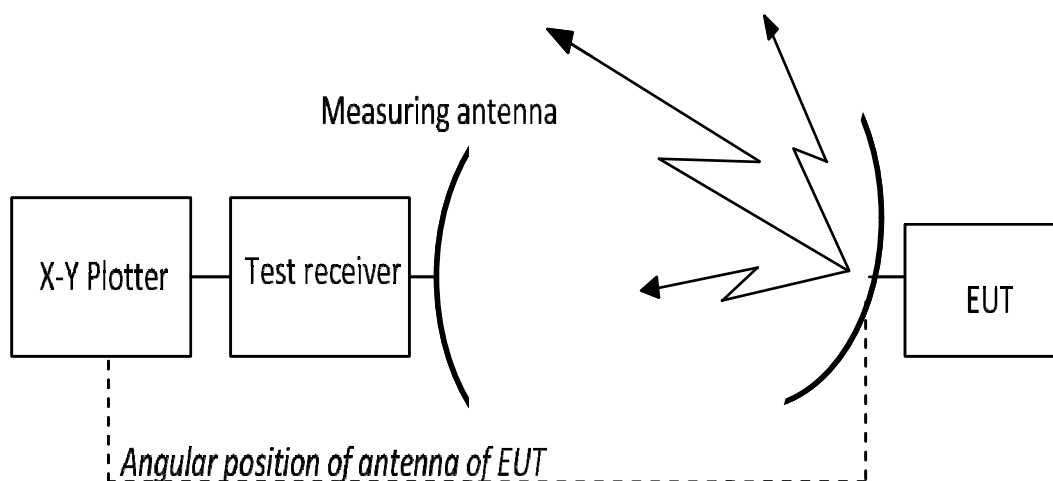 Measuring antenna
X-Y Plotter
Test receiver
EUT
Angular position of antenna of EUT